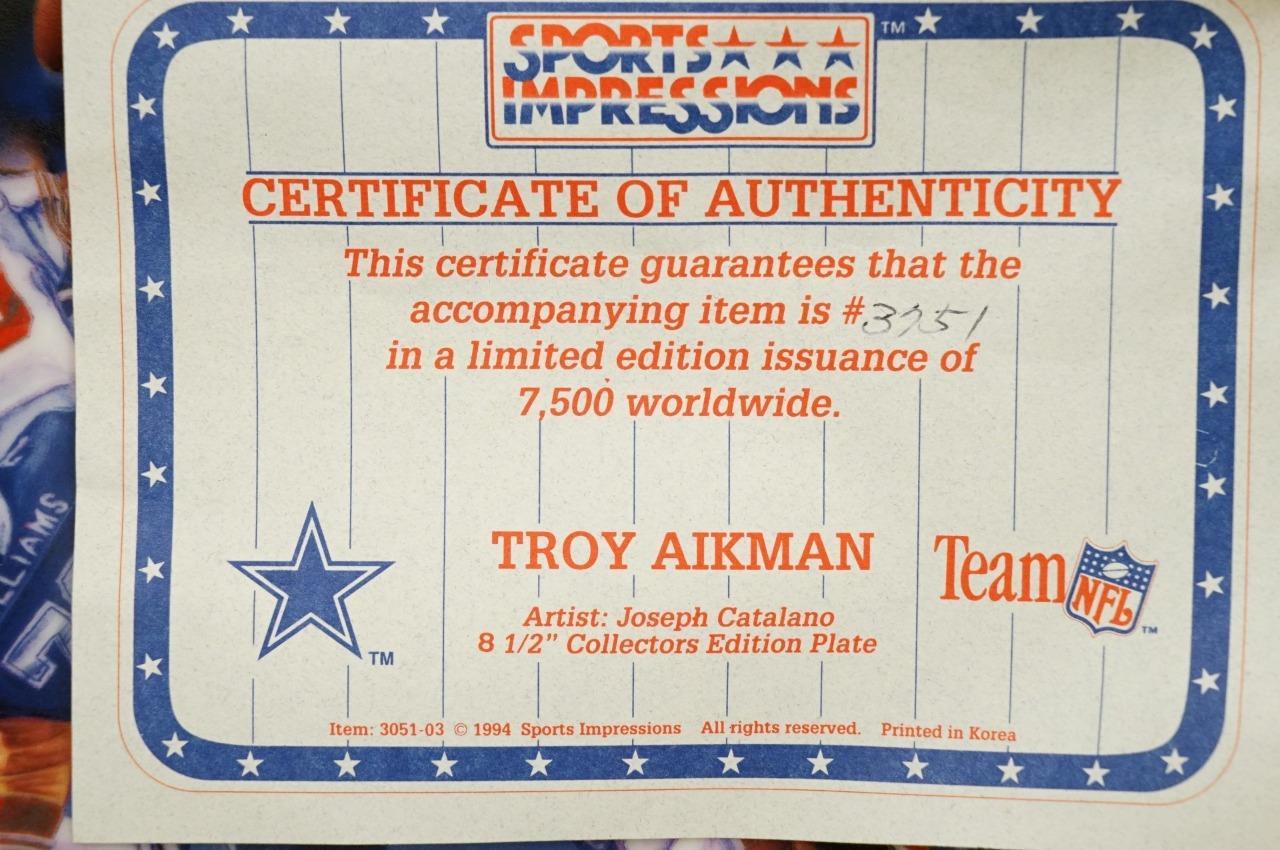 SPORTS TM
IMPRESSIONS
CERTIFICATE OF AUTHENTICITY
This certificate guarantees that the
accompanying item is #3751
in a limited edition issuance of
7,500 worldwide.
TROY AIKMAN
Team NFL TM
TM
Artist: Joseph Catalano
8 1/2" Collectors Edition Plate
Item: 3051-03 © 1994 Sports Impressions All rights reserved. Printed in Korea
LLIAMS